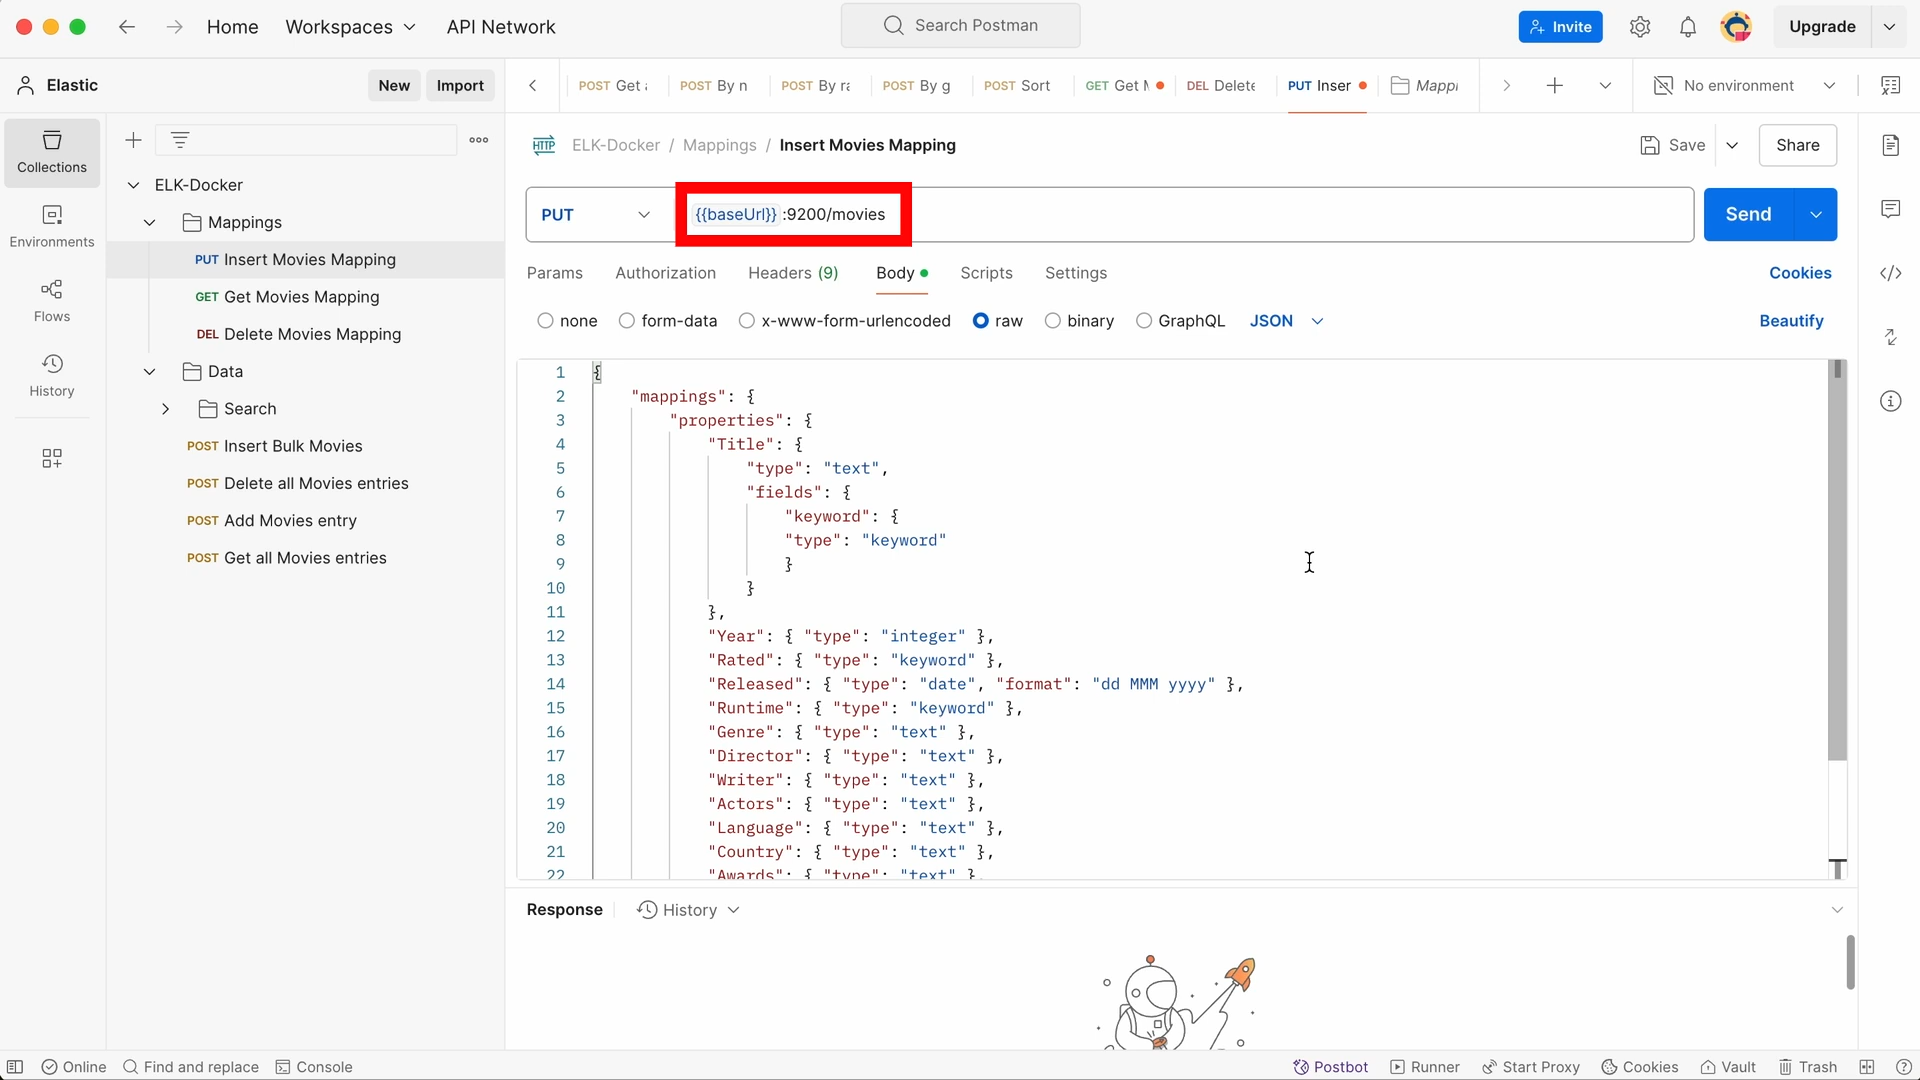 Home Workspaces API Network Search Postman Invite Upgrade
Elastic New Import POST Get POST By n POST By ra POST By g POST Sort GET Get DEL Delete PUT Inser Mapp No environment
Collections
Environments
Flows
History
ELK-Docker
Mappings
PUT Insert Movies Mapping
GET Get Movies Mapping
DEL Delete Movies Mapping
Data
Search
POST Insert Bulk Movies
POST Delete all Movies entries
POST Add Movies entry
POST Get all Movies entries
HTTP ELK-Docker / Mappings / Insert Movies Mapping Save Share
PUT {{baseUrl}} :9200/movies Send
Params Authorization Headers (9) Body Scripts Settings Cookies
none form-data x-www-form-urlencoded raw binary GraphQL JSON Beautify
1 {
2 "mappings": {
3 "properties": {
4 "Title": {
5 "type": "text",
6 "fields": {
7 "keyword": {
8 "type": "keyword"
9 }
10 }
11 },
12 "Year": { "type": "integer" },
13 "Rated": { "type": "keyword" },
14 "Released": { "type": "date", "format": "dd MMM yyyy" },
15 "Runtime": { "type": "keyword" },
16 "Genre": { "type": "text" },
17 "Director": { "type": "text" },
18 "Writer": { "type": "text" },
19 "Actors": { "type": "text" },
20 "Language": { "type": "text" },
21 "Country": { "type": "text" },
22 "Awards": { "type": "text" },
Response History
Online Find and replace Console Postbot Runner Start Proxy Cookies Vault Trash